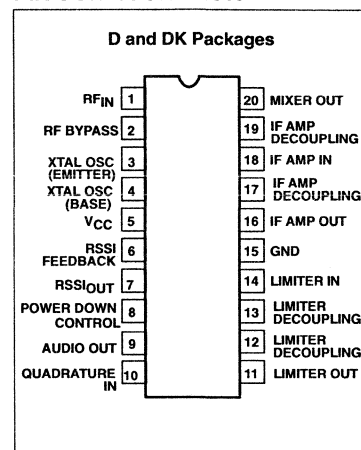 D and DK Packages
RFIN 1
RF BYPASS 2
XTAL OSC
(EMITTER) 3
XTAL OSC
(BASE) 4
VCC 5
RSSI
FEEDBACK 6
RSSIOUT 7
POWER DOWN
CONTROL 8
AUDIO OUT 9
QUADRATURE
IN 10
20 MIXER OUT
19 IF AMP
DECOUPLING
18 IF AMP IN
17 IF AMP
DECOUPLING
16 IF AMP OUT
15 GND
14 LIMITER IN
13 LIMITER
DECOUPLING
12 LIMITER
DECOUPLING
11 LIMITER OUT